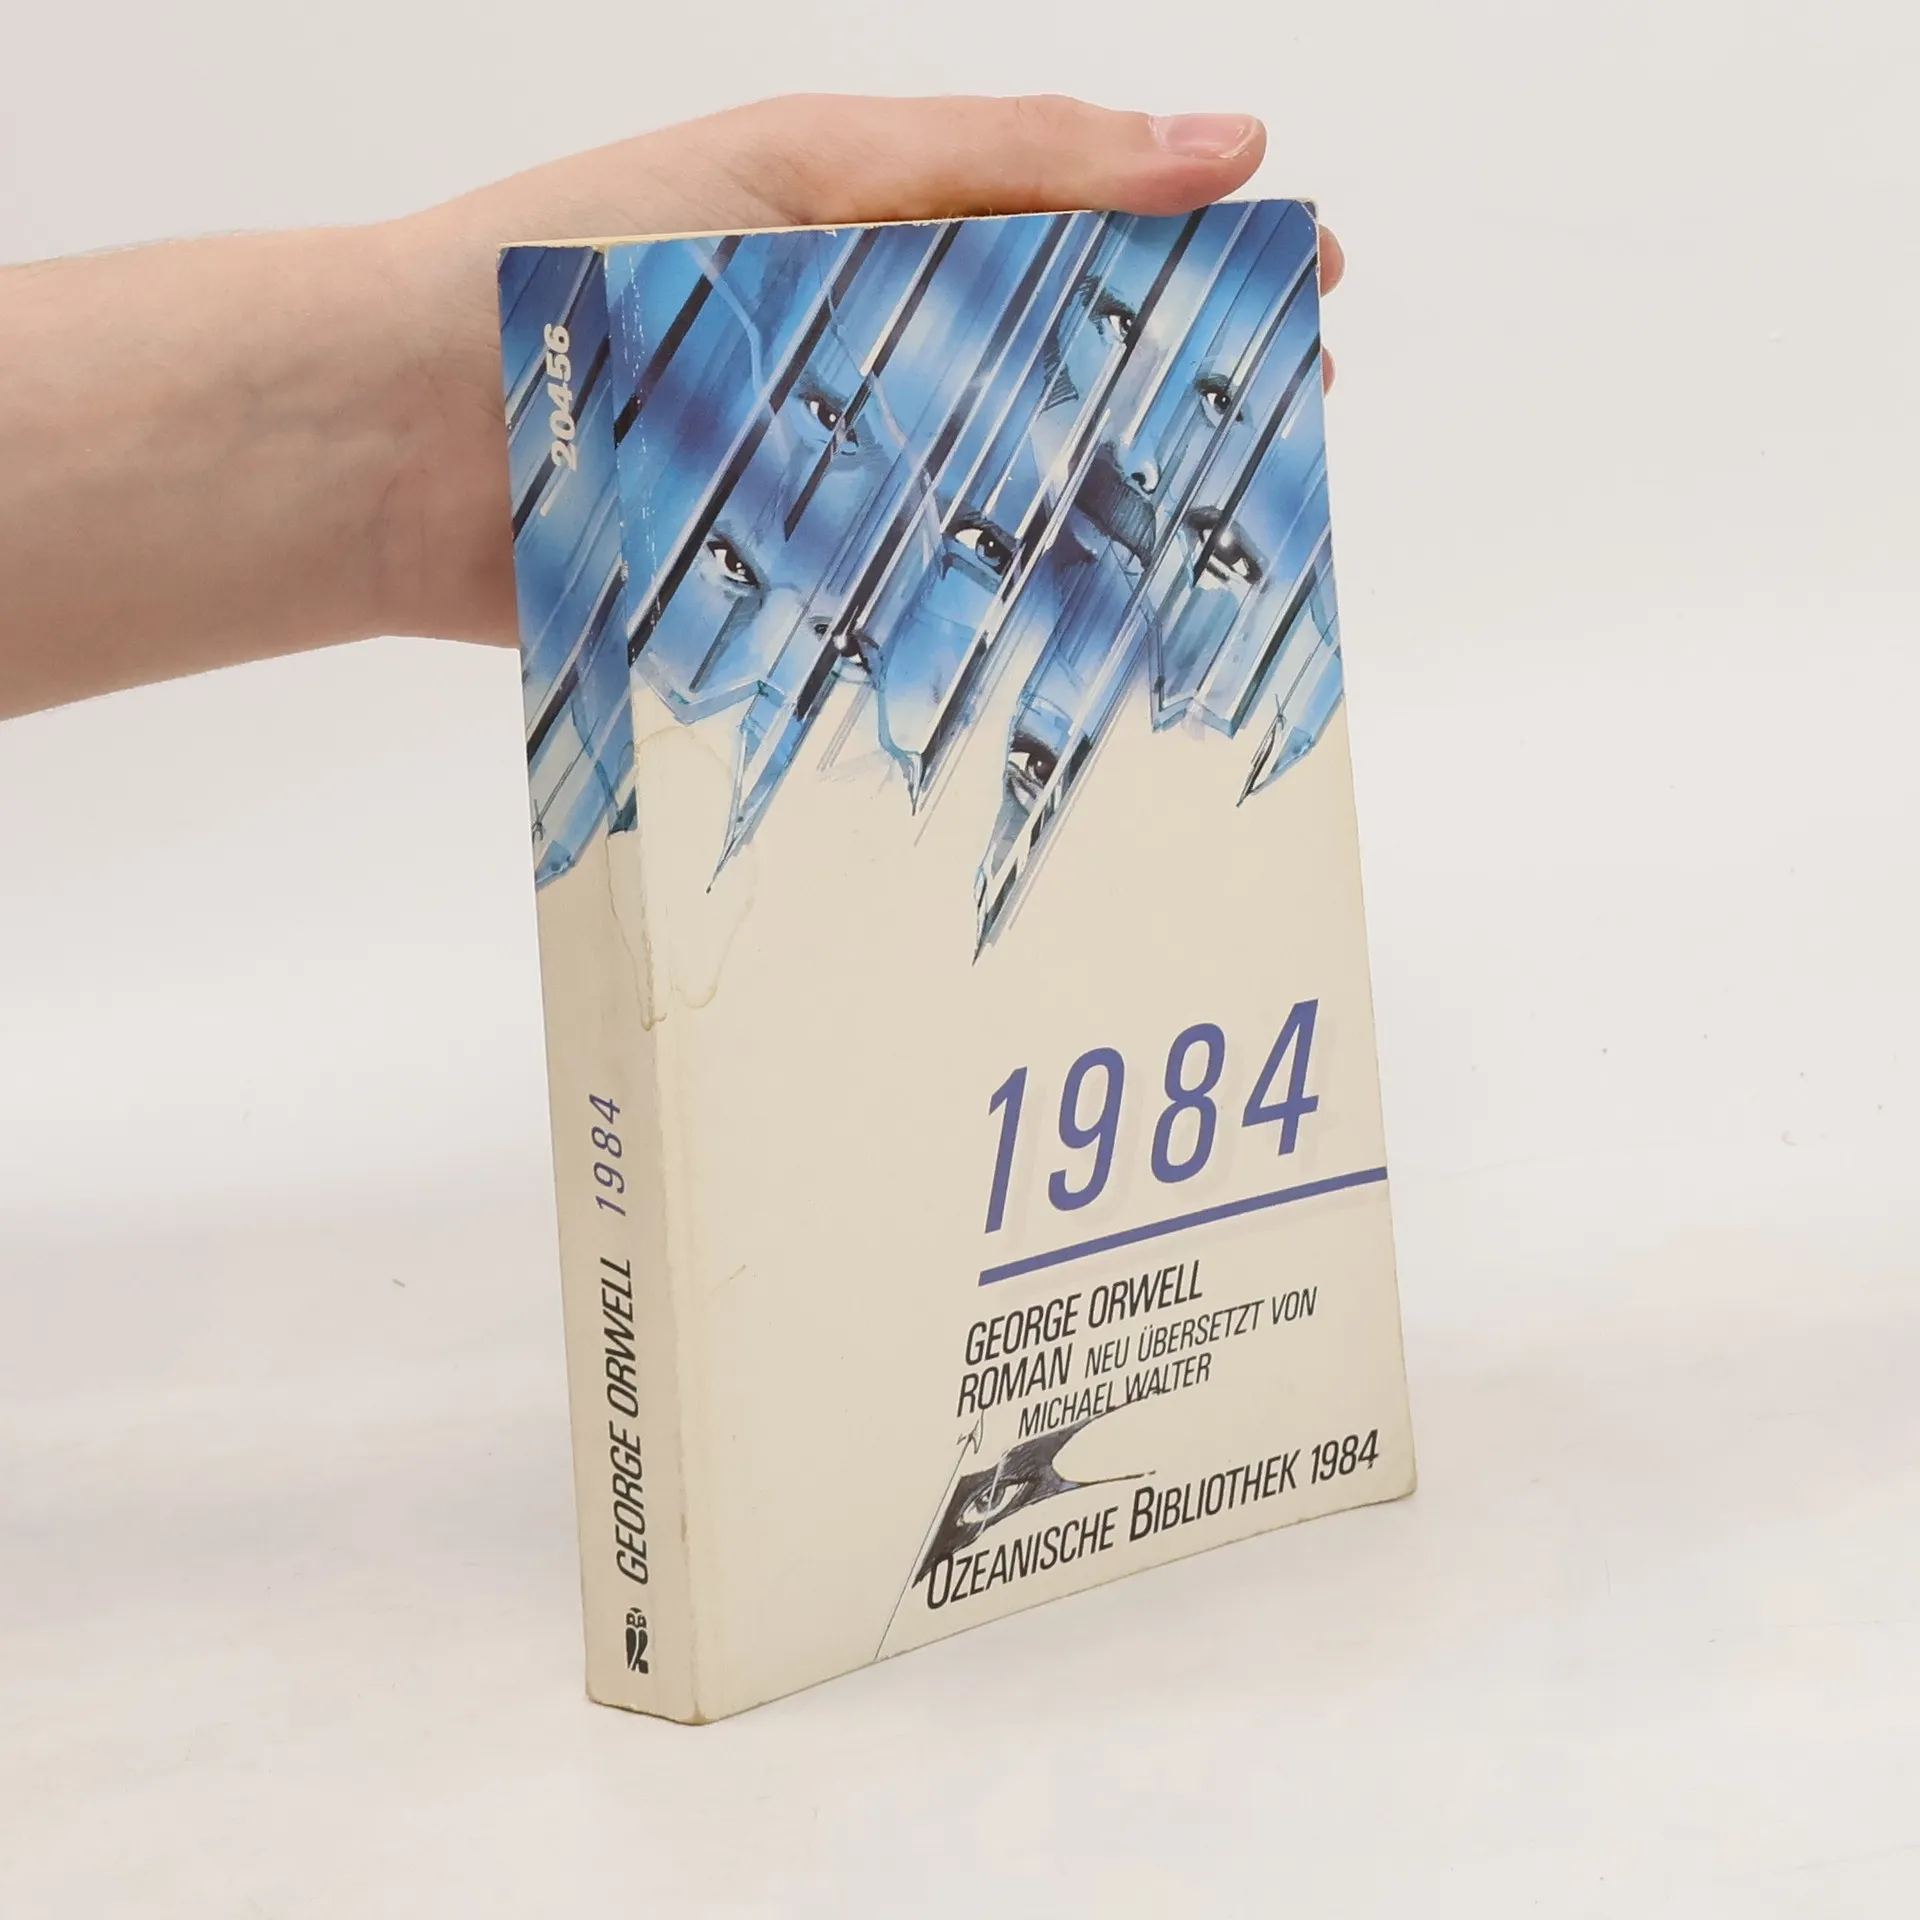 20456
GEORGE ORWELL 1984
1984
GEORGE ORWELL
ROMAN NEU ÜBERSETZT VON
MICHAEL WALTER
OZEANISCHE BIBLIOTHEK 1984